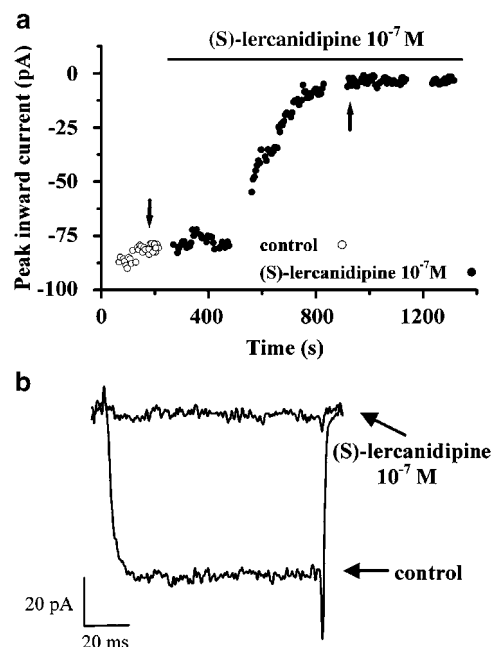 a
(S)-lercanidipine 10⁻⁷ M
Peak inward current (pA)
0
-25
-50
-75
-100
control
(S)-lercanidipine 10⁻⁷M
0
400
800
1200
Time (s)
b
(S)-lercanidipine
10⁻⁷ M
control
20 pA
20 ms